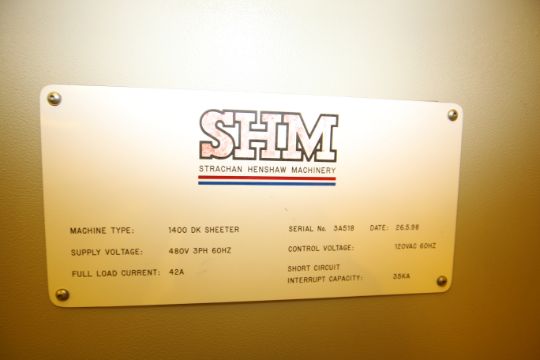 SHM
STRACHAN HENSHAW MACHINERY
MACHINE TYPE: 1400 DK SHEETER SERIAL No. 3A518 DATE: 26.5.98
SUPPLY VOLTAGE: 480V 3PH 60HZ CONTROL VOLTAGE: 120VAC 60HZ
FULL LOAD CURRENT: 42A SHORT CIRCUIT
INTERRUPT CAPACITY: 35KA